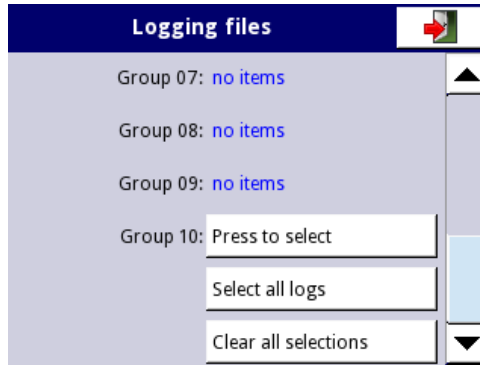 Logging files
Group 07: no items
Group 08: no items
Group 09: no items
Group 10: Press to select
Select all logs
Clear all selections